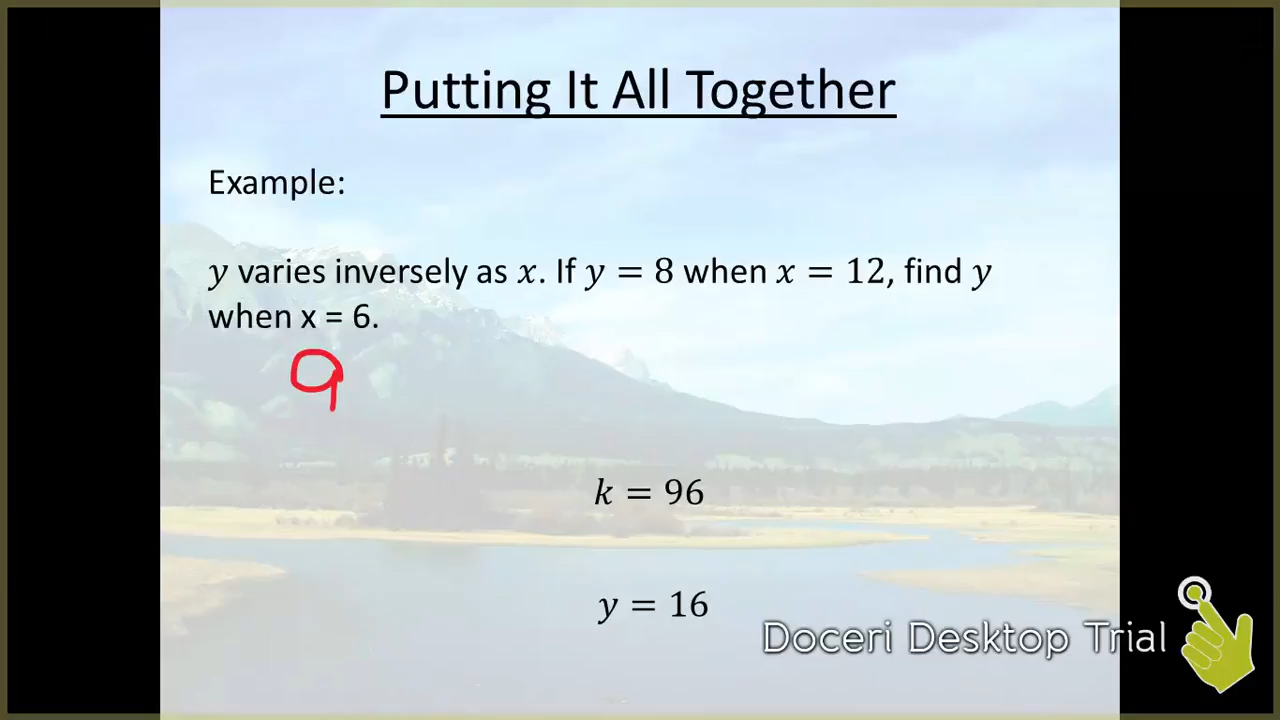 Putting It All Together
Example:
y varies inversely as x. If y = 8 when x = 12, find y
when x = 6.
9
k = 96
y = 16
Doceri Desktop Trial